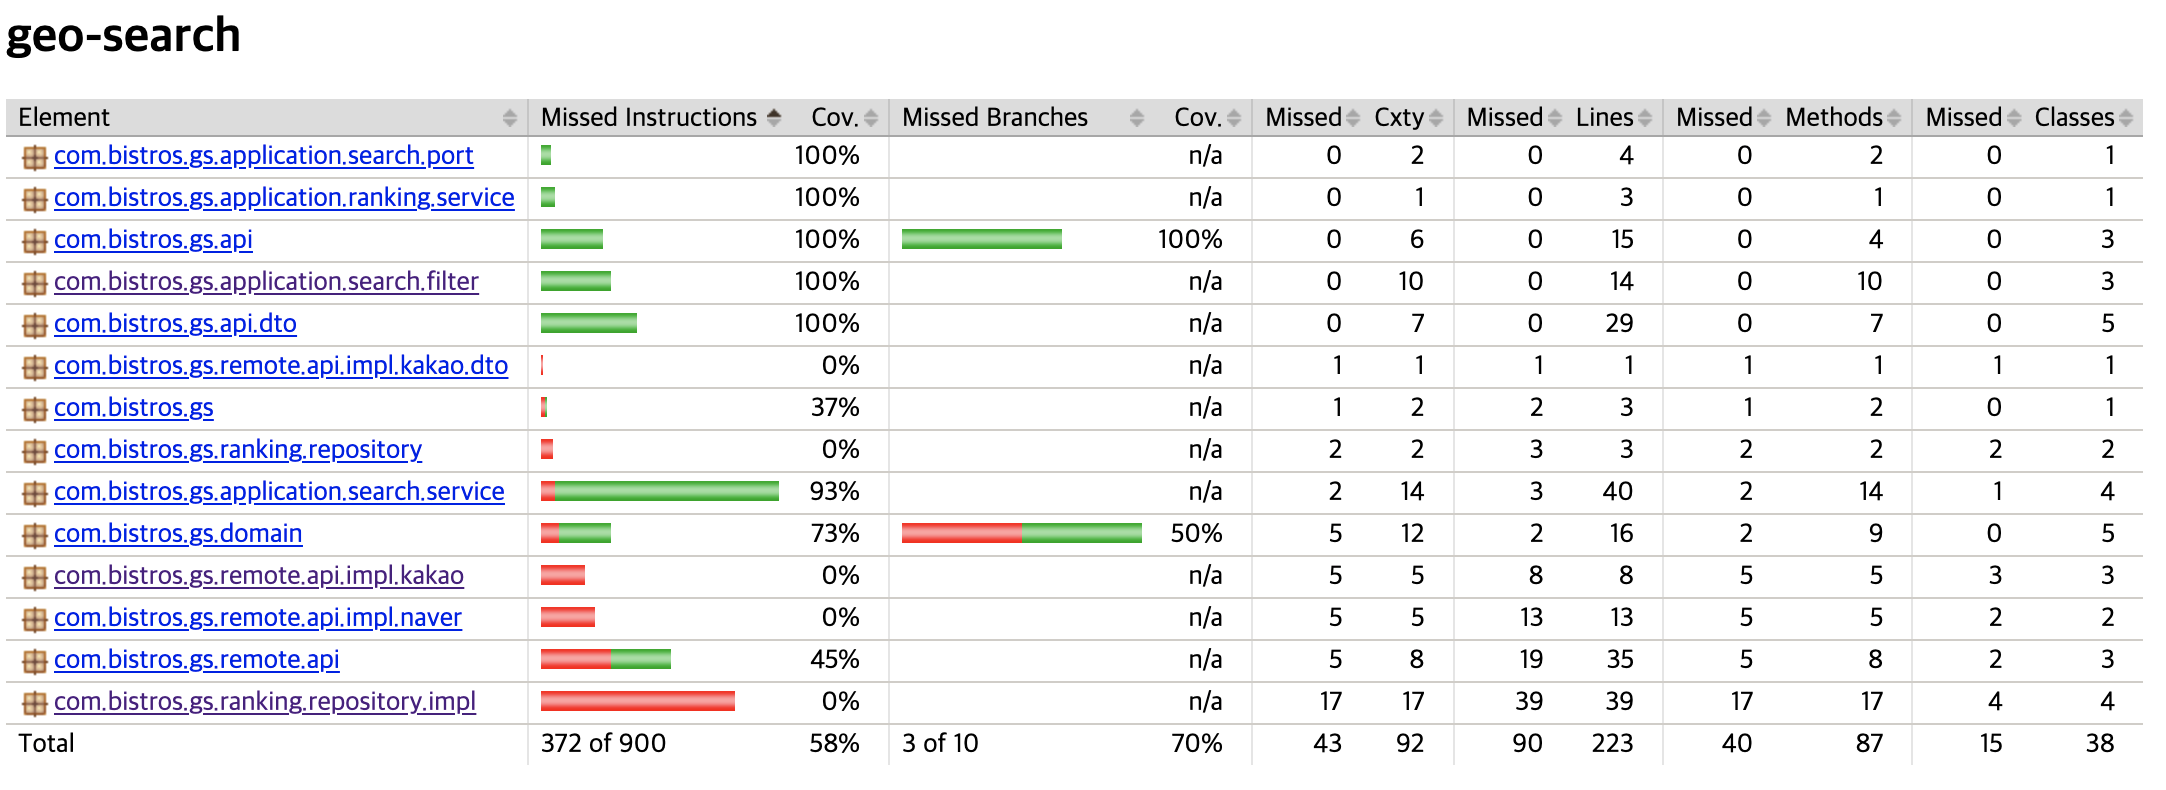 geo-search
Element Missed Instructions Cov. Missed Branches Cov. Missed Cxty Missed Lines Missed Methods Missed Classes
com.bistros.gs.application.search.port 100% n/a 0 2 0 4 0 2 0 1
com.bistros.gs.application.ranking.service 100% n/a 0 1 0 3 0 1 0 1
com.bistros.gs.api 100% 100% 0 6 0 15 0 4 0 3
com.bistros.gs.application.search.filter 100% n/a 0 10 0 14 0 10 0 3
com.bistros.gs.api.dto 100% n/a 0 7 0 29 0 7 0 5
com.bistros.gs.remote.api.impl.kakao.dto 0% n/a 1 1 1 1 1 1 1 1
com.bistros.gs 37% n/a 1 2 2 3 1 2 0 1
com.bistros.gs.ranking.repository 0% n/a 2 2 3 3 2 2 2 2
com.bistros.gs.application.search.service 93% n/a 2 14 3 40 2 14 1 4
com.bistros.gs.domain 73% 50% 5 12 2 16 2 9 0 5
com.bistros.gs.remote.api.impl.kakao 0% n/a 5 5 8 8 5 5 3 3
com.bistros.gs.remote.api.impl.naver 0% n/a 5 5 13 13 5 5 2 2
com.bistros.gs.remote.api 45% n/a 5 8 19 35 5 8 2 3
com.bistros.gs.ranking.repository.impl 0% n/a 17 17 39 39 17 17 4 4
Total 372 of 900 58% 3 of 10 70% 43 92 90 223 40 87 15 38